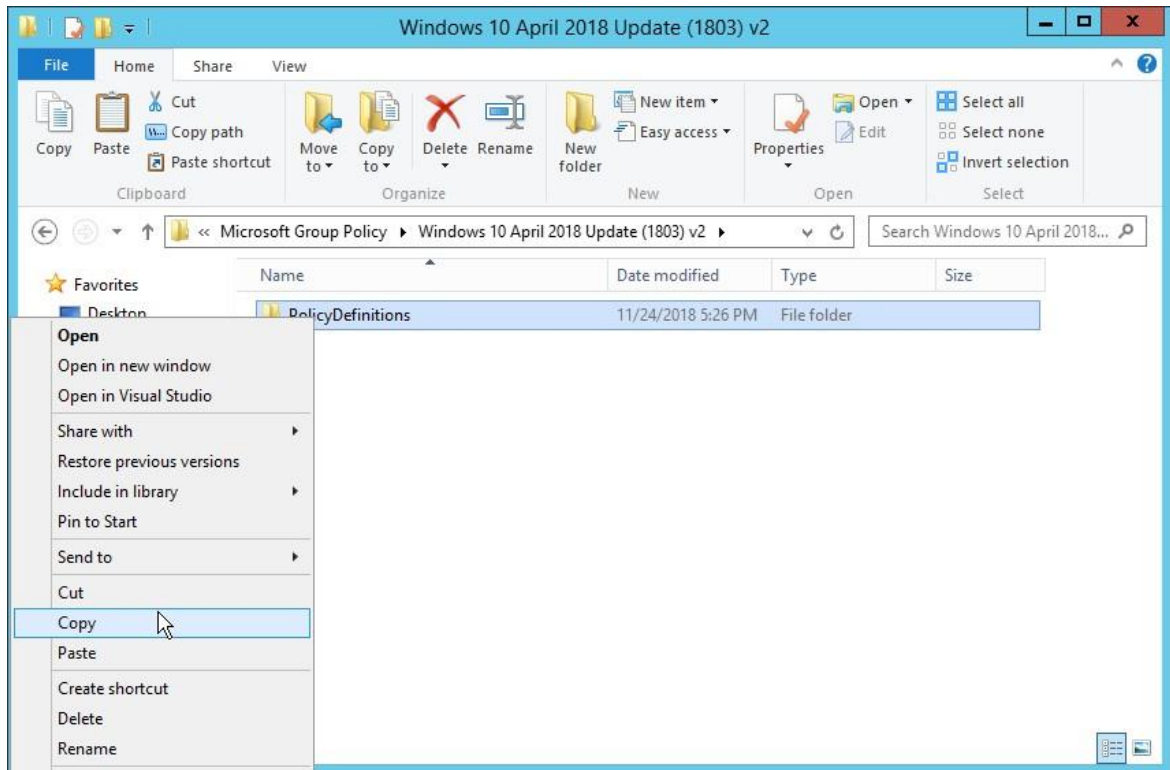 Windows 10 April 2018 Update (1803) v2
File Home Share View
Copy
Paste
Cut
Copy path
Paste shortcut
Clipboard
Move to
Copy to
Delete
Rename
Organize
New folder
New item
Easy access
New
Properties
Open
Edit
Open
Select all
Select none
Invert selection
Select
« Microsoft Group Policy Windows 10 April 2018 Update (1803) v2
Search Windows 10 April 2018...
Favorites
Desktop
Name Date modified Type Size
PolicyDefinitions 11/24/2018 5:26 PM File folder
Open
Open in new window
Open in Visual Studio
Share with
Restore previous versions
Include in library
Pin to Start
Send to
Cut
Copy
Paste
Create shortcut
Delete
Rename